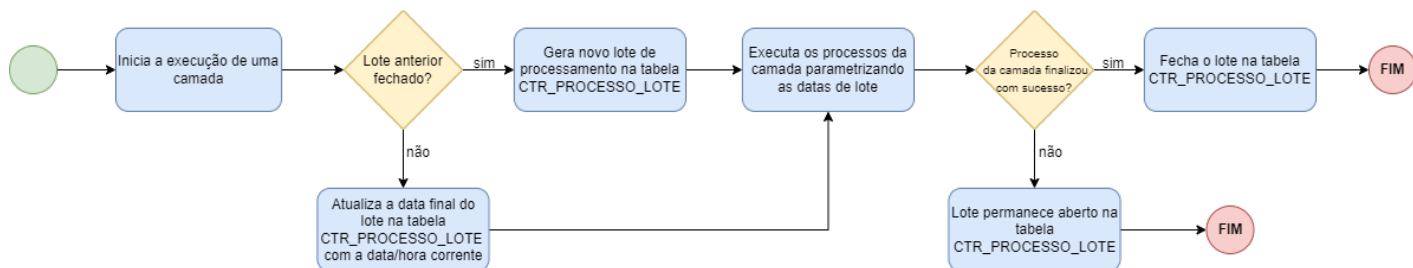 Inicia a execução de uma
camada
Lote anterior
fechado?
sim
Gera novo lote de
processamento na tabela
CTR_PROCESSO_LOTE
Executa os processos da
camada parametrizando
as datas de lote
Processo
da camada finalizou
com sucesso?
sim
Fecha o lote na tabela
CTR_PROCESSO_LOTE
FIM
não
Atualiza a data final do
lote na tabela
CTR_PROCESSO_LOTE
com a data/hora corrente
não
Lote permanece aberto na
tabela
CTR_PROCESSO_LOTE
FIM